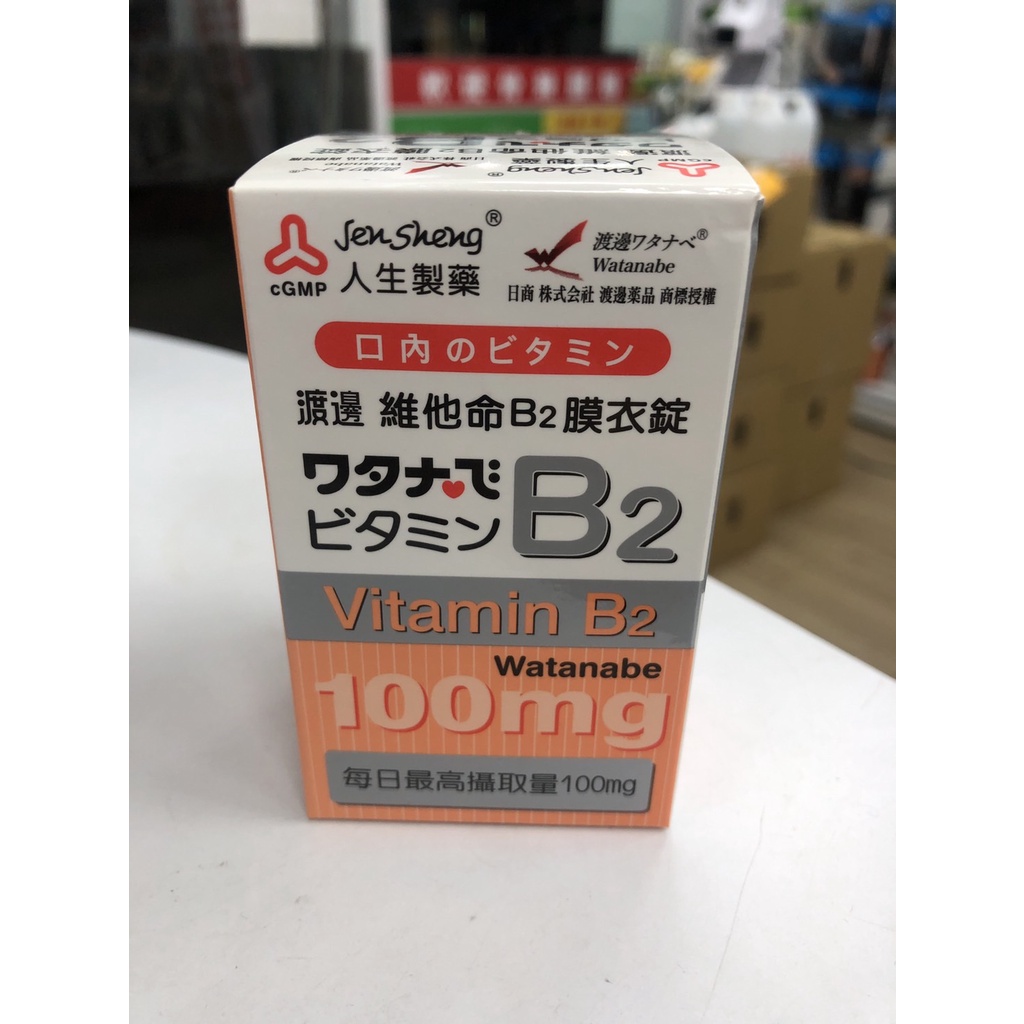 Jen Sheng®
cGMP 人生製藥
渡邊ワタナベ®
Watanabe
日商 株式会社 渡邊薬品 商標授權
口內のビタミン
渡邊 維他命B2膜衣錠
ワタナベ
ビタミン B2
Vitamin B2
Watanabe
100mg
每日最高攝取量100mg